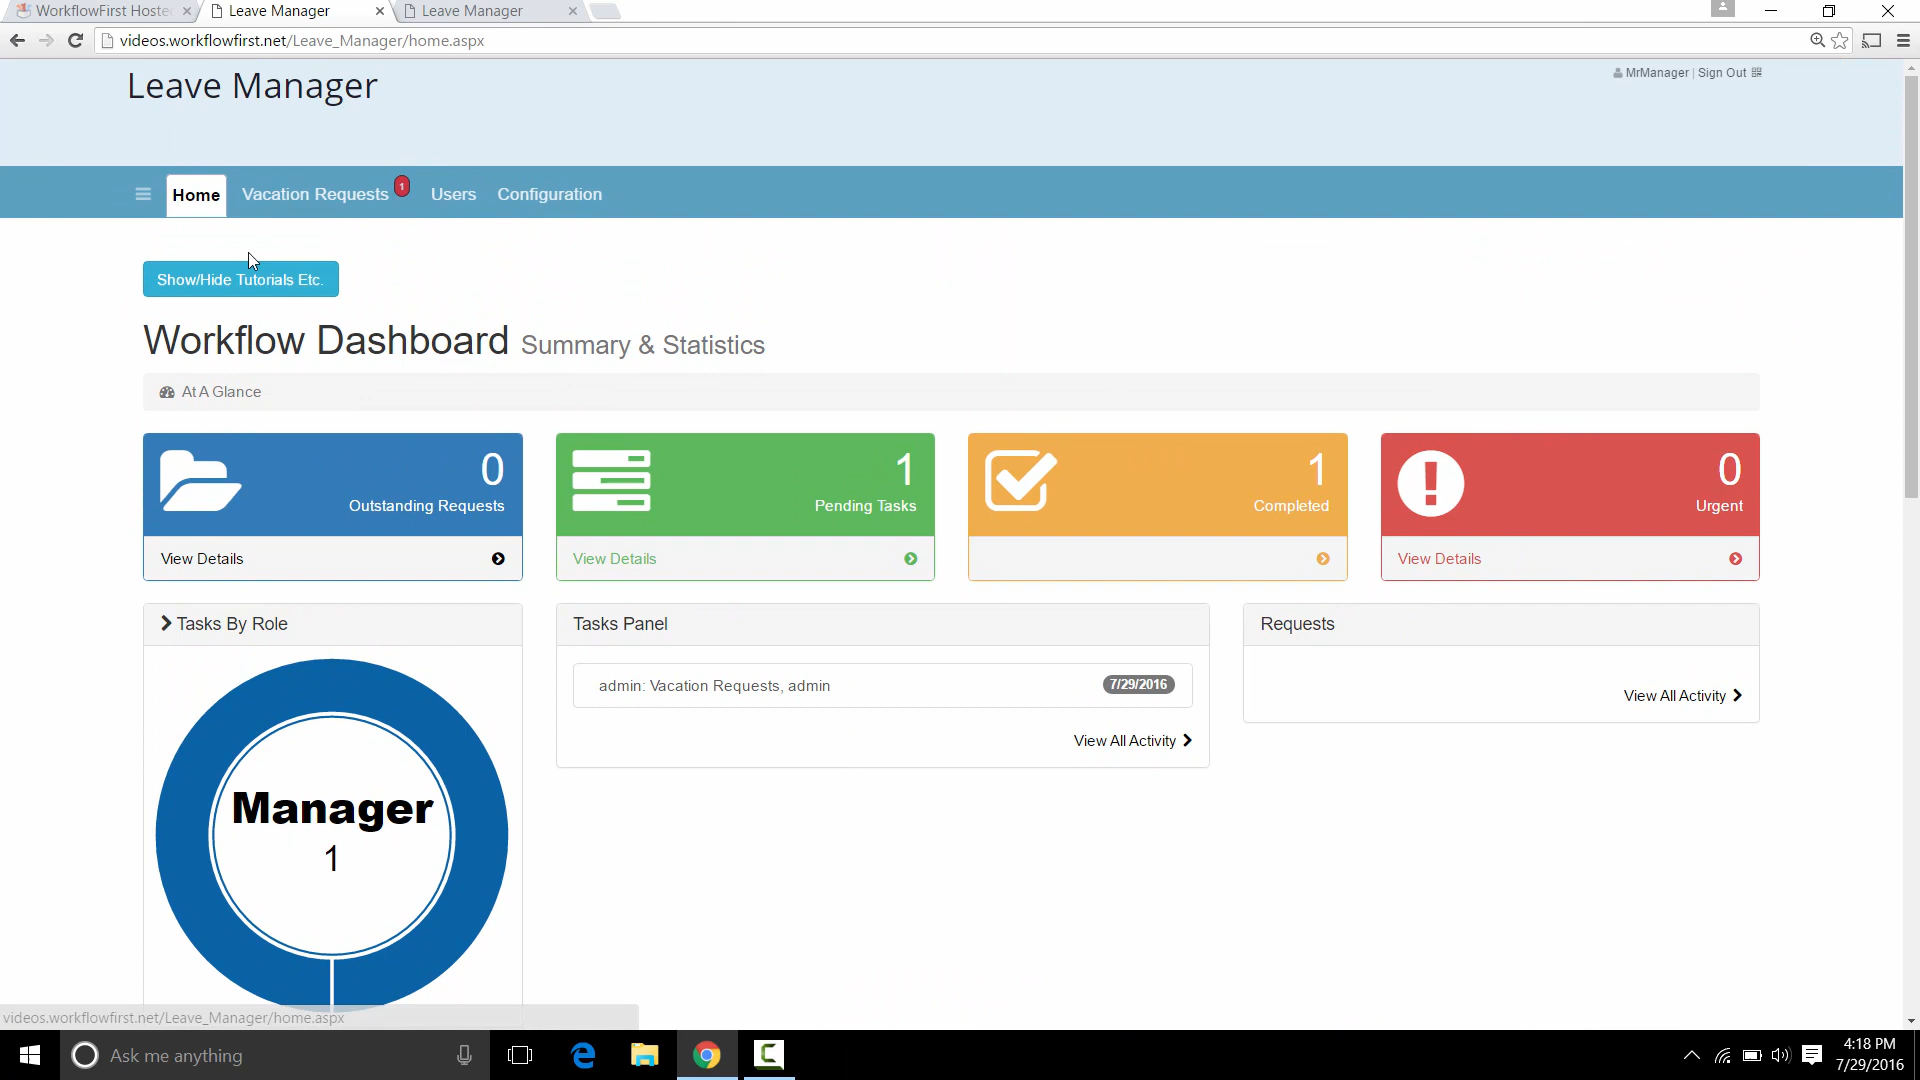 WorkflowFirst Hoste
Leave Manager
Leave Manager
videos.workflowfirst.net/Leave_Manager/home.aspx
Leave Manager
MrManager | Sign Out
Home
Vacation Requests 1
Users
Configuration
Show/Hide Tutorials Etc.
Workflow Dashboard Summary & Statistics
At A Glance
0
Outstanding Requests
View Details
1
Pending Tasks
View Details
1
Completed
0
Urgent
View Details
Tasks By Role
Manager
1
Tasks Panel
admin: Vacation Requests, admin 7/29/2016
View All Activity
Requests
View All Activity
videos.workflowfirst.net/Leave_Manager/home.aspx
Ask me anything
4:18 PM
7/29/2016